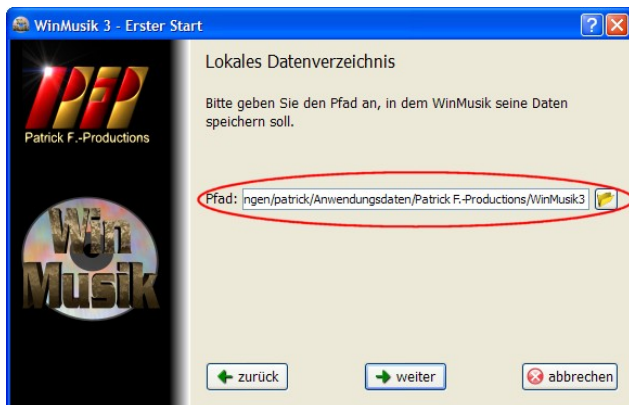 WinMusik 3 - Erster Start
PFP
Patrick F.-Productions
Win
Musik
Lokales Datenverzeichnis
Bitte geben Sie den Pfad an, in dem WinMusik seine Daten
speichern soll.
Pfad: ngen/patrick/Anwendungsdaten/Patrick F.-Productions/WinMusik3
zurück weiter abbrechen